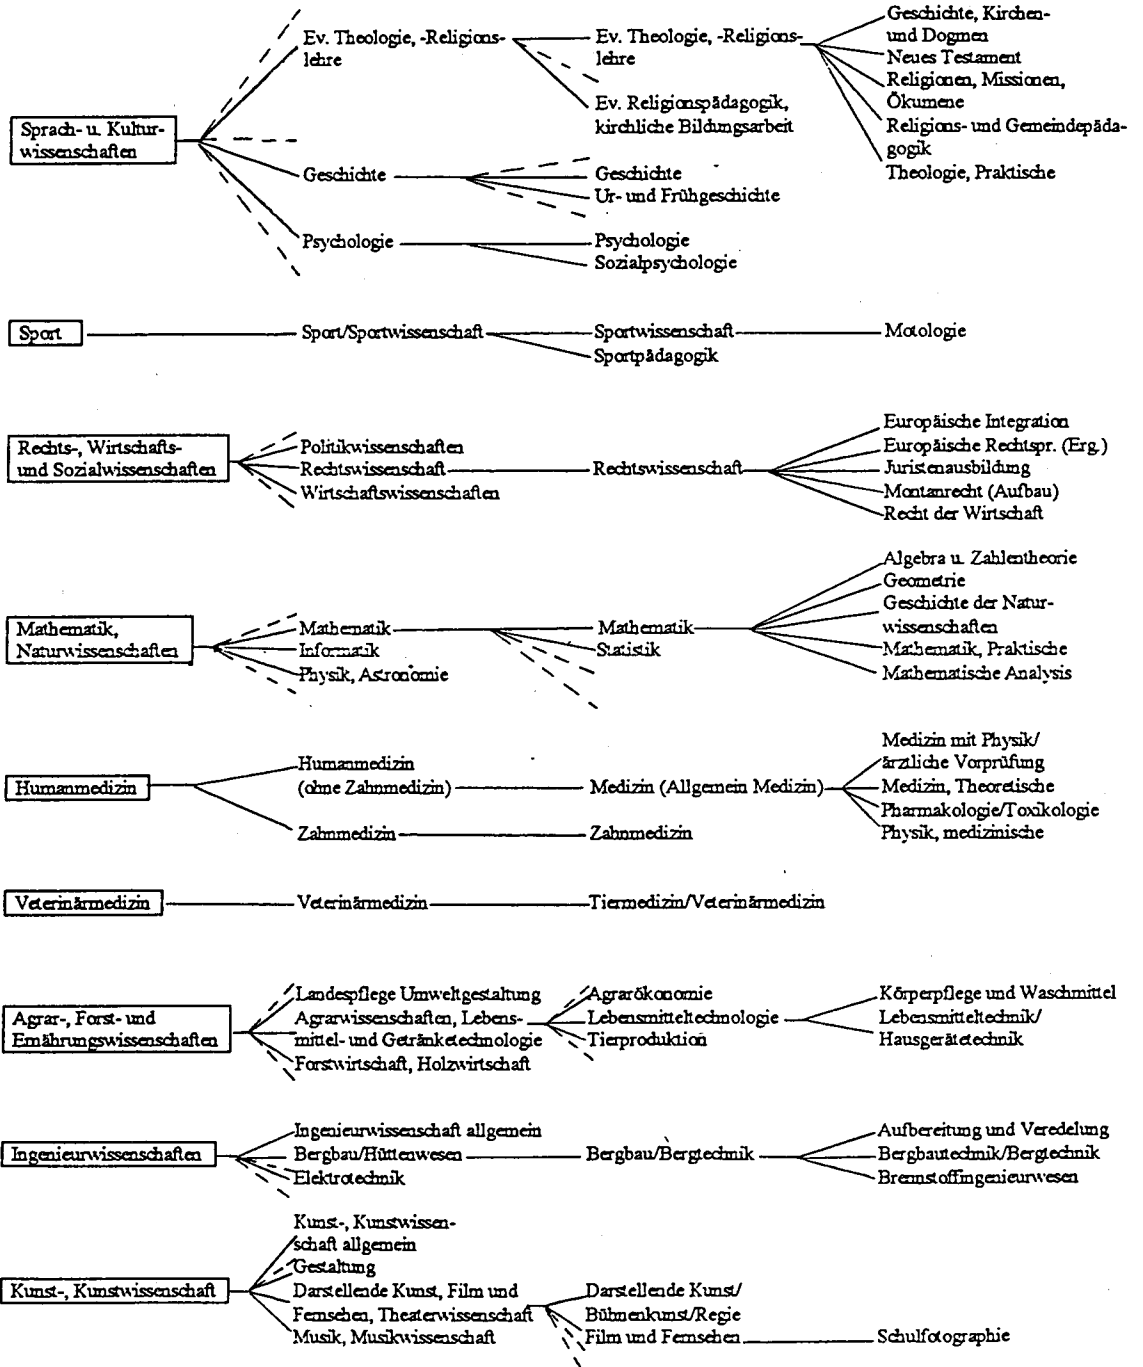 Sprach- u. Kultur-
wissenschaften
Ev. Theologie, -Religions-
lehre
Ev. Theologie, -Religions-
lehre
Ev. Religionspädagogik,
kirchliche Bildungsarbeit
Geschichte, Kirchen-
und Dogmen
Neues Testament
Religionen, Missionen,
Ökumene
Religions- und Gemeindepäda-
gogik
Theologie, Praktische
Geschichte
Geschichte
Ur- und Frühgeschichte
Psychologie
Psychologie
Sozialpsychologie
Sport
Sport/Sportwissenschaft
Sportwissenschaft
Sportpädagogik
Motologie
Rechts-, Wirtschafts-
und Sozialwissenschaften
Politikwissenschaften
Rechtswissenschaft
Wirtschaftswissenschaften
Rechtswissenschaft
Europäische Integration
Europäische Rechtspr. (Erg.)
Juristenausbildung
Montanrecht (Aufbau)
Recht der Wirtschaft
Mathematik,
Naturwissenschaften
Mathematik
Informatik
Physik, Astronomie
Mathematik
Statistik
Algebra u. Zahlentheorie
Geometrie
Geschichte der Natur-
wissenschaften
Mathematik, Praktische
Mathematische Analysis
Humanmedizin
Humanmedizin
(ohne Zahnmedizin)
Zahnmedizin
Medizin (Allgemein Medizin)
Zahnmedizin
Medizin mit Physik/
ärztliche Vorprüfung
Medizin, Theoretische
Pharmakologie/Toxikologie
Physik, medizinische
Veterinärmedizin
Veterinärmedizin
Tiermedizin/Veterinärmedizin
Agrar-, Forst- und
Ernährungswissenschaften
Landespflege Umweltgestaltung
Agrarwissenschaften, Lebens-
mittel- und Getränketechnologie
Forstwirtschaft, Holzwirtschaft
Agrarökonomie
Lebensmitteltechnologie
Tierproduktion
Körperpflege und Waschmittel
Lebensmitteltechnik/
Hausgerätetechnik
Ingenieurwissenschaften
Ingenieurwissenschaft allgemein
Bergbau/Hüttenwesen
Elektrotechnik
Bergbau/Bergtechnik
Aufbereitung und Veredelung
Bergbautechnik/Bergtechnik
Brennstoffingenieurwesen
Kunst-, Kunstwissenschaft
Kunst-, Kunstwissen-
schaft allgemein
Gestaltung
Darstellende Kunst, Film und
Fernsehen, Theaterwissenschaft
Musik, Musikwissenschaft
Darstellende Kunst/
Bühnenkunst/Regie
Film und Fernsehen
Schulfotographie